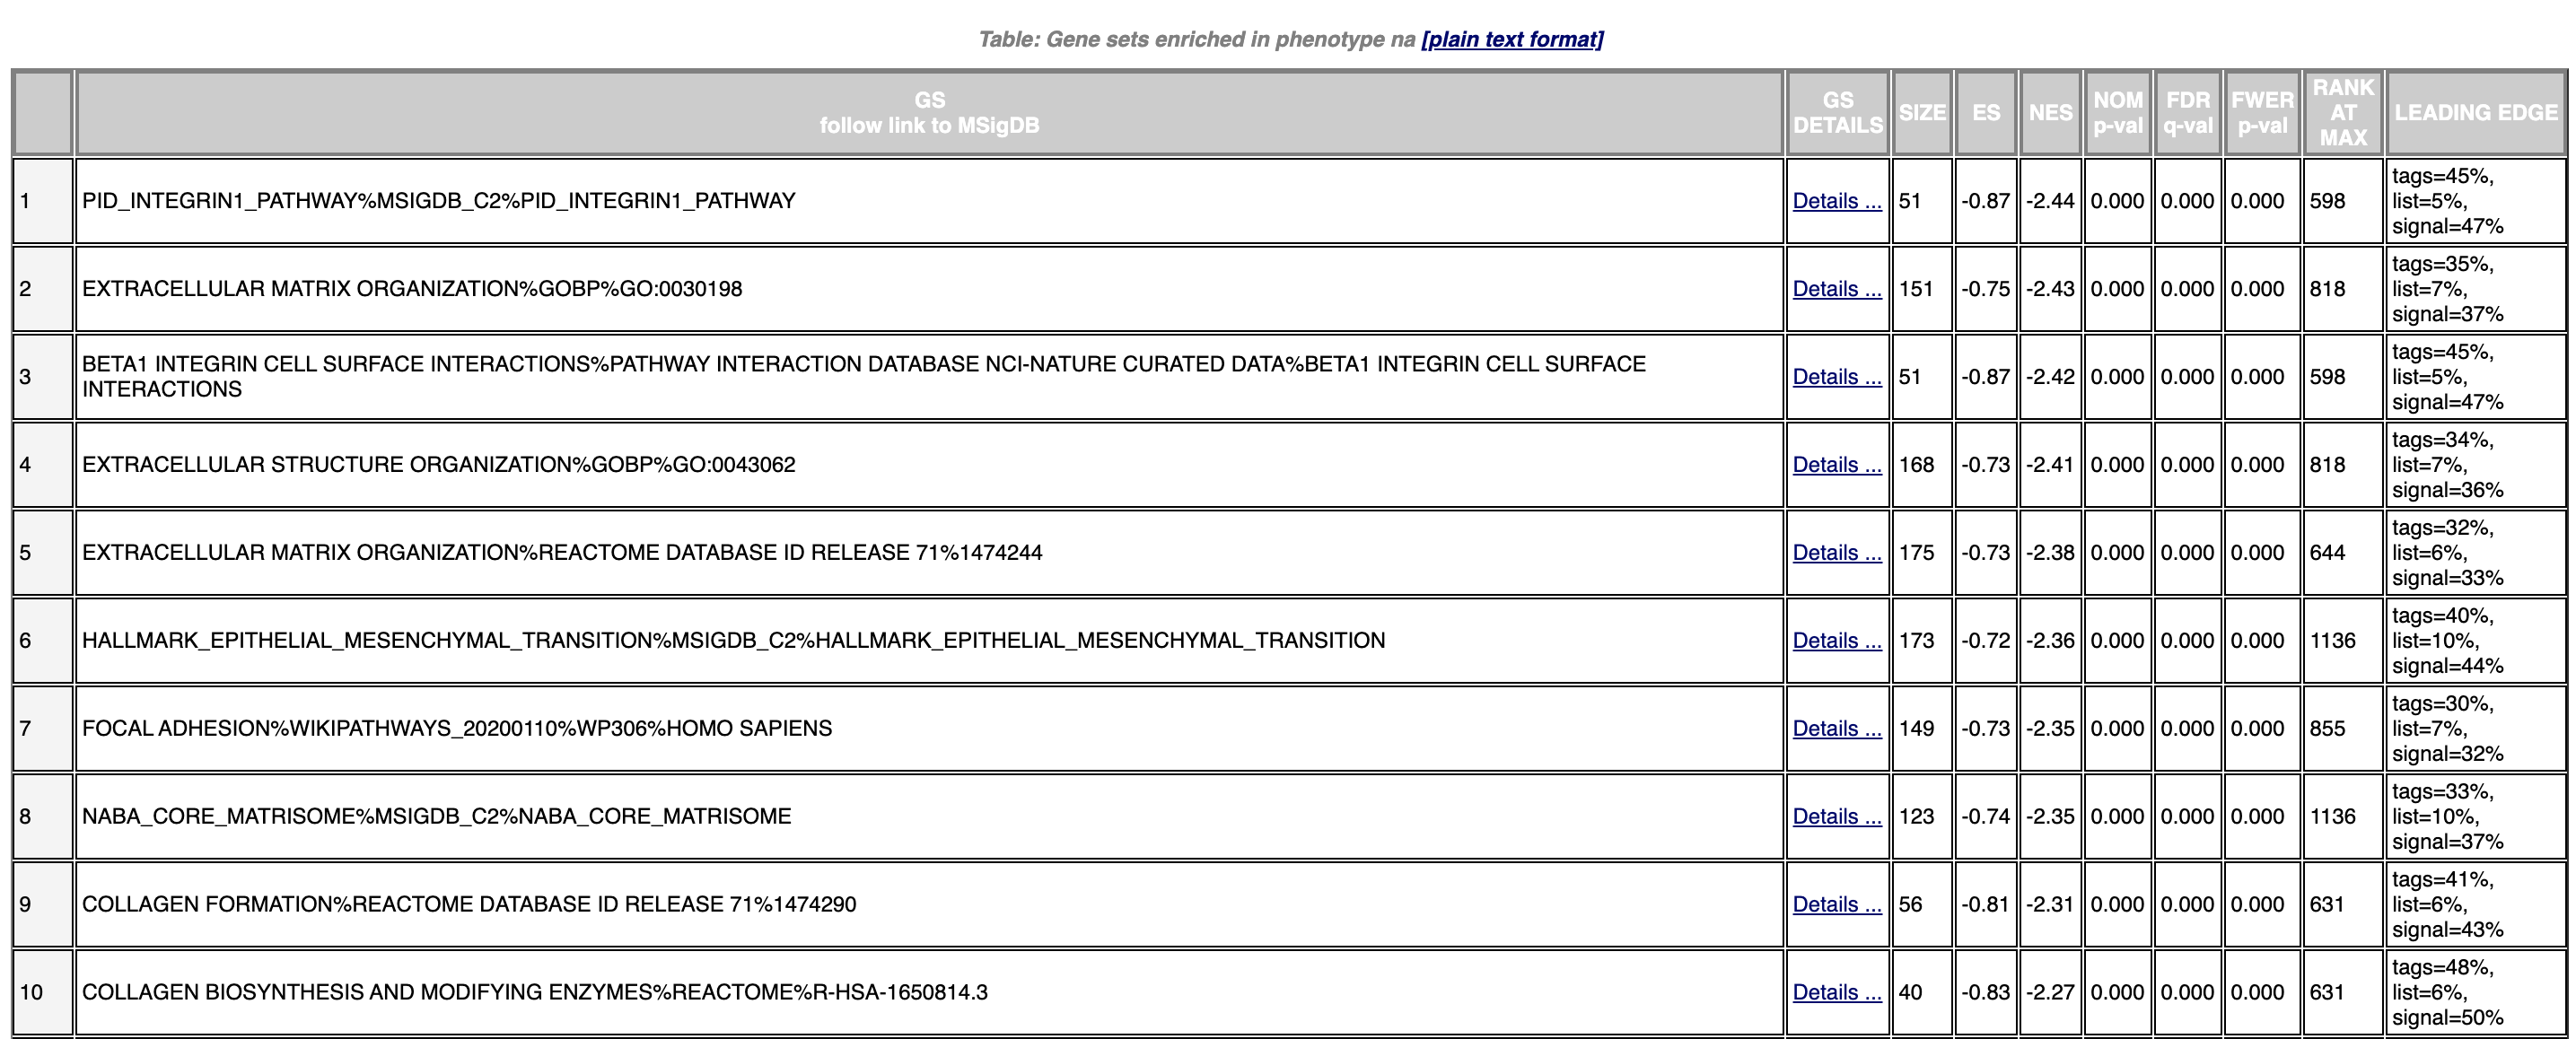 Table: Gene sets enriched in phenotype na [plain text format]
GS
follow link to MSigDB
GS
DETAILS
SIZE
ES
NES
NOM
p-val
FDR
q-val
FWER
p-val
RANK
AT
MAX
LEADING EDGE
1 PID_INTEGRIN1_PATHWAY%MSIGDB_C2%PID_INTEGRIN1_PATHWAY Details ... 51 -0.87 -2.44 0.000 0.000 0.000 598
tags=45%,
list=5%,
signal=47%
2 EXTRACELLULAR MATRIX ORGANIZATION%GOBP%GO:0030198 Details ... 151 -0.75 -2.43 0.000 0.000 0.000 818
tags=35%,
list=7%,
signal=37%
3 BETA1 INTEGRIN CELL SURFACE INTERACTIONS%PATHWAY INTERACTION DATABASE NCI-NATURE CURATED DATA%BETA1 INTEGRIN CELL SURFACE
INTERACTIONS Details ... 51 -0.87 -2.42 0.000 0.000 0.000 598
tags=45%,
list=5%,
signal=47%
4 EXTRACELLULAR STRUCTURE ORGANIZATION%GOBP%GO:0043062 Details ... 168 -0.73 -2.41 0.000 0.000 0.000 818
tags=34%,
list=7%,
signal=36%
5 EXTRACELLULAR MATRIX ORGANIZATION%REACTOME DATABASE ID RELEASE 71%1474244 Details ... 175 -0.73 -2.38 0.000 0.000 0.000 644
tags=32%,
list=6%,
signal=33%
6 HALLMARK_EPITHELIAL_MESENCHYMAL_TRANSITION%MSIGDB_C2%HALLMARK_EPITHELIAL_MESENCHYMAL_TRANSITION Details ... 173 -0.72 -2.36 0.000 0.000 0.000 1136
tags=40%,
list=10%,
signal=44%
7 FOCAL ADHESION%WIKIPATHWAYS_20200110%WP306%HOMO SAPIENS Details ... 149 -0.73 -2.35 0.000 0.000 0.000 855
tags=30%,
list=7%,
signal=32%
8 NABA_CORE_MATRISOME%MSIGDB_C2%NABA_CORE_MATRISOME Details ... 123 -0.74 -2.35 0.000 0.000 0.000 1136
tags=33%,
list=10%,
signal=37%
9 COLLAGEN FORMATION%REACTOME DATABASE ID RELEASE 71%1474290 Details ... 56 -0.81 -2.31 0.000 0.000 0.000 631
tags=41%,
list=6%,
signal=43%
10 COLLAGEN BIOSYNTHESIS AND MODIFYING ENZYMES%REACTOME%R-HSA-1650814.3 Details ... 40 -0.83 -2.27 0.000 0.000 0.000 631
tags=48%,
list=6%,
signal=50%